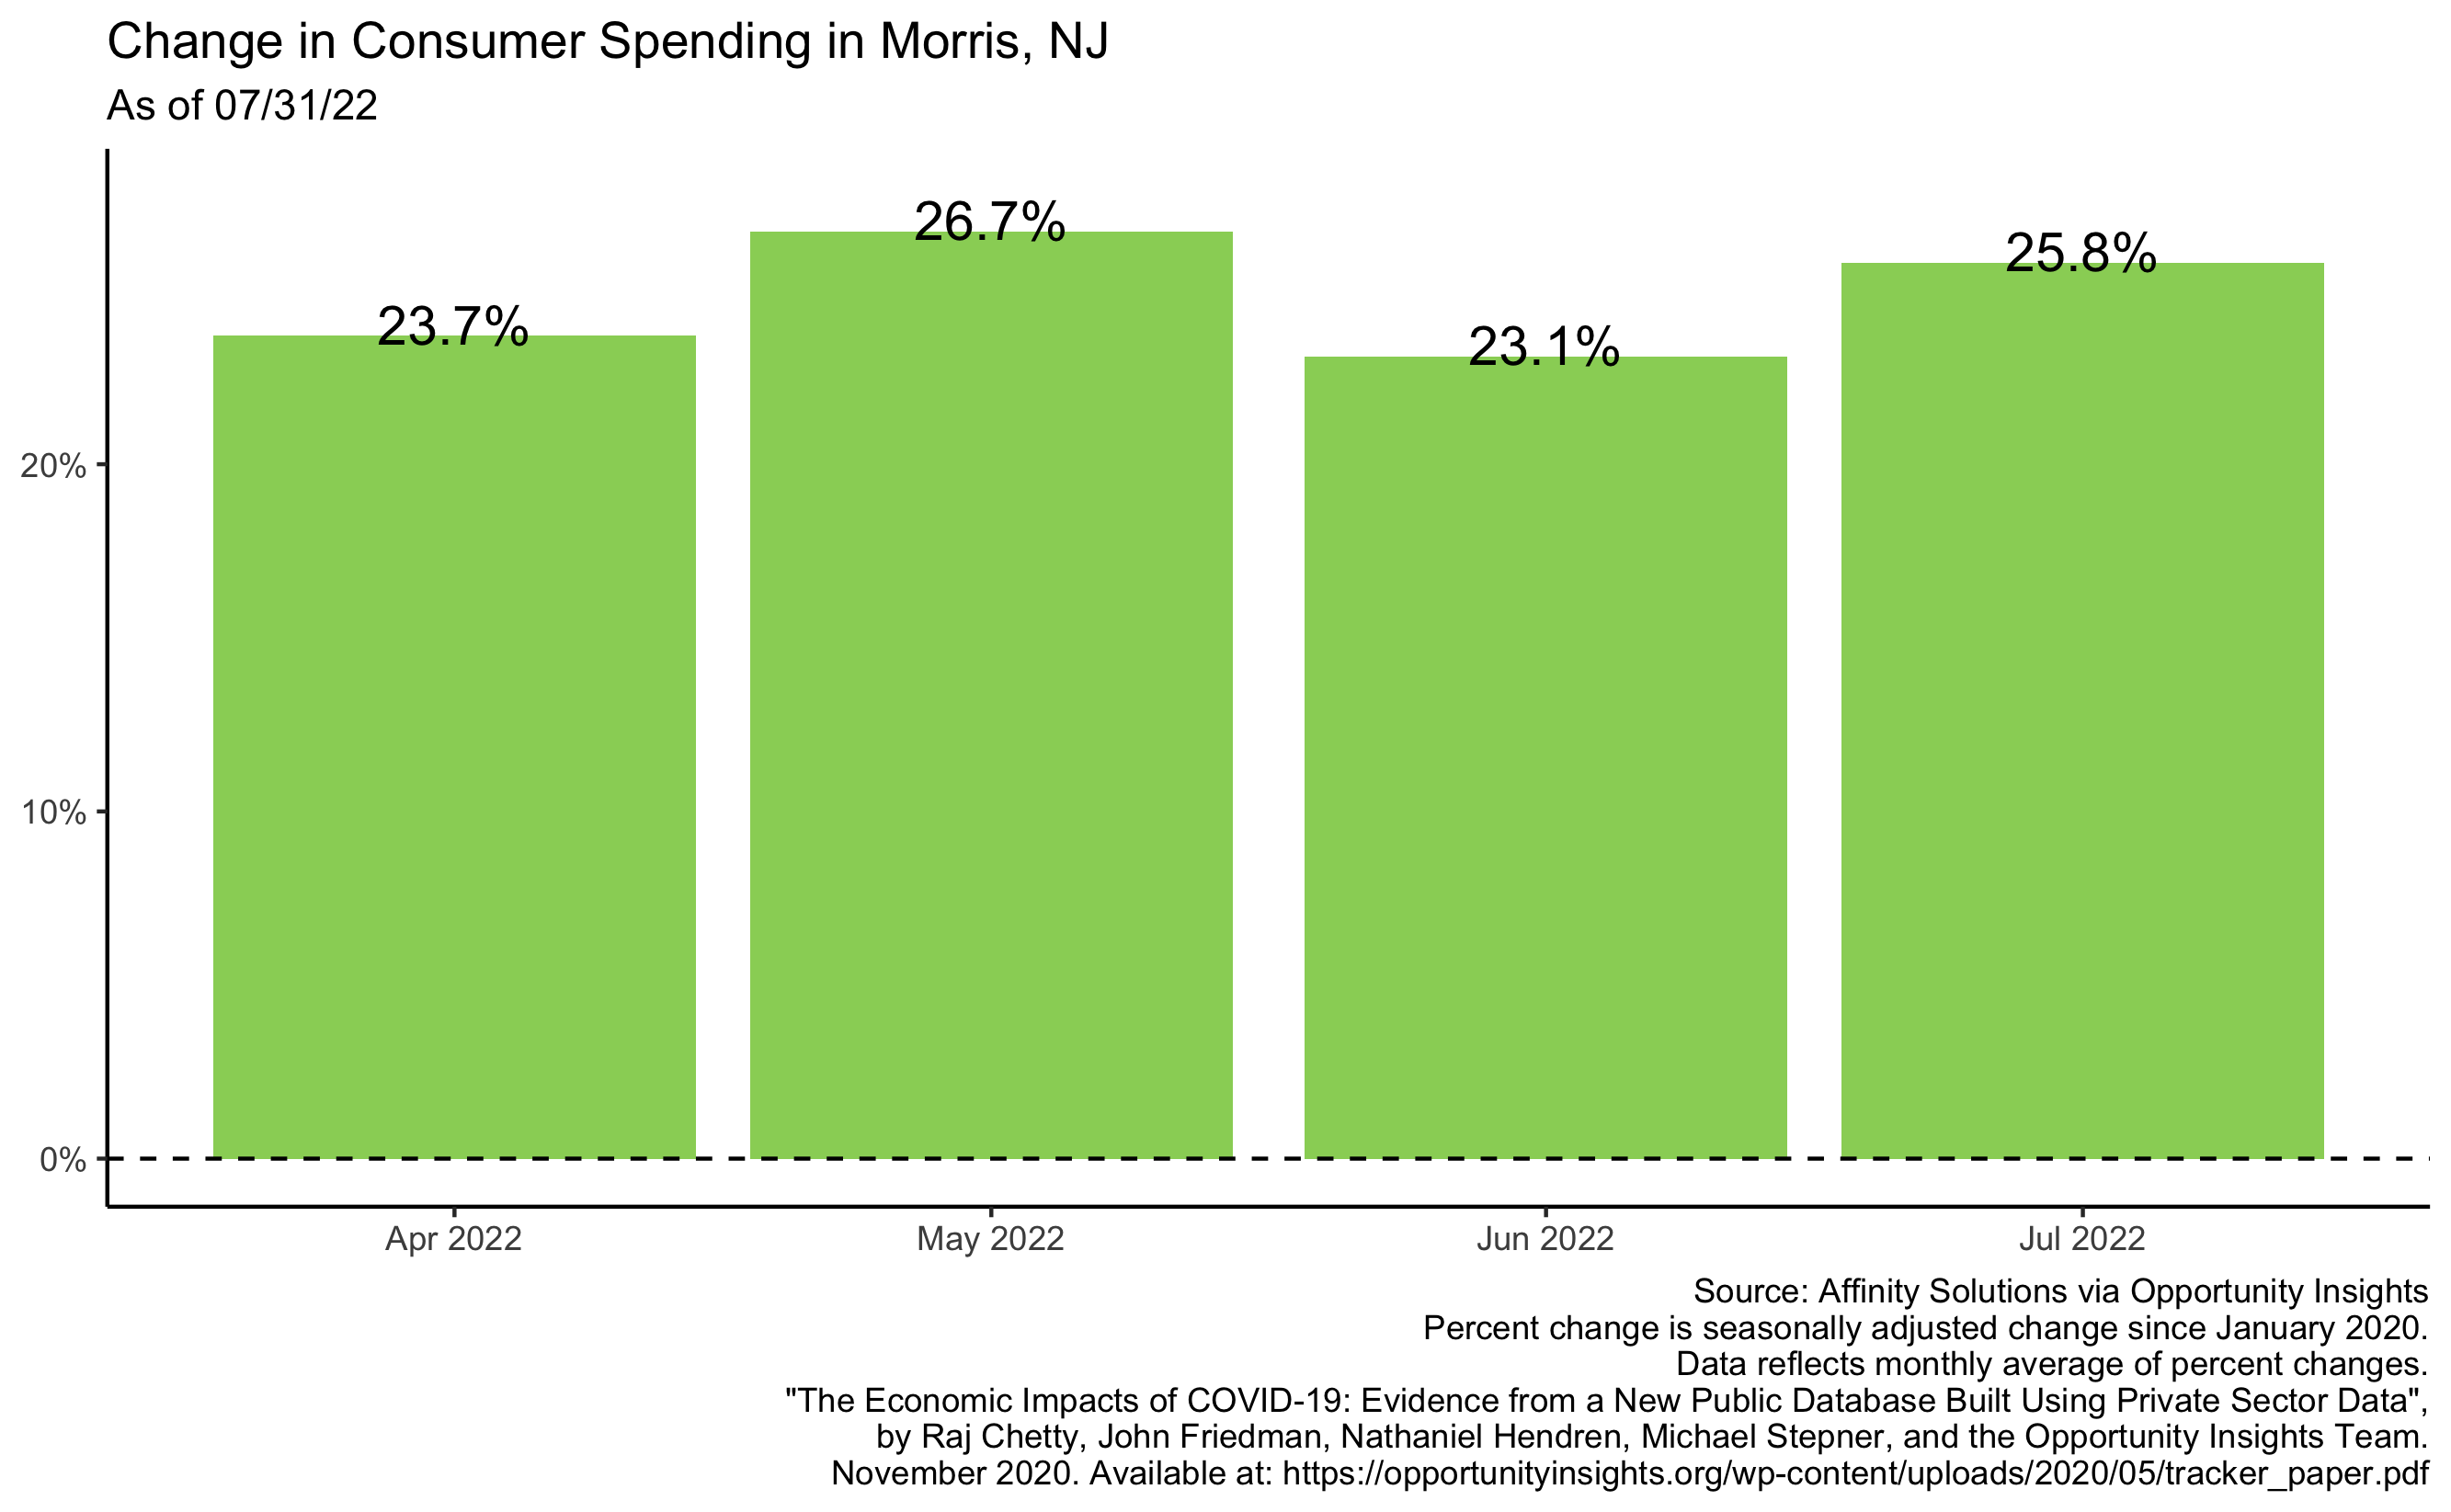 Change in Consumer Spending in Morris, NJ
As of 07/31/22
23.7%
26.7%
23.1%
25.8%
20%
10%
0%
Apr 2022
May 2022
Jun 2022
Jul 2022
Source: Affinity Solutions via Opportunity Insights
Percent change is seasonally adjusted change since January 2020.
Data reflects monthly average of percent changes.
"The Economic Impacts of COVID-19: Evidence from a New Public Database Built Using Private Sector Data",
by Raj Chetty, John Friedman, Nathaniel Hendren, Michael Stepner, and the Opportunity Insights Team.
November 2020. Available at: https://opportunityinsights.org/wp-content/uploads/2020/05/tracker_paper.pdf